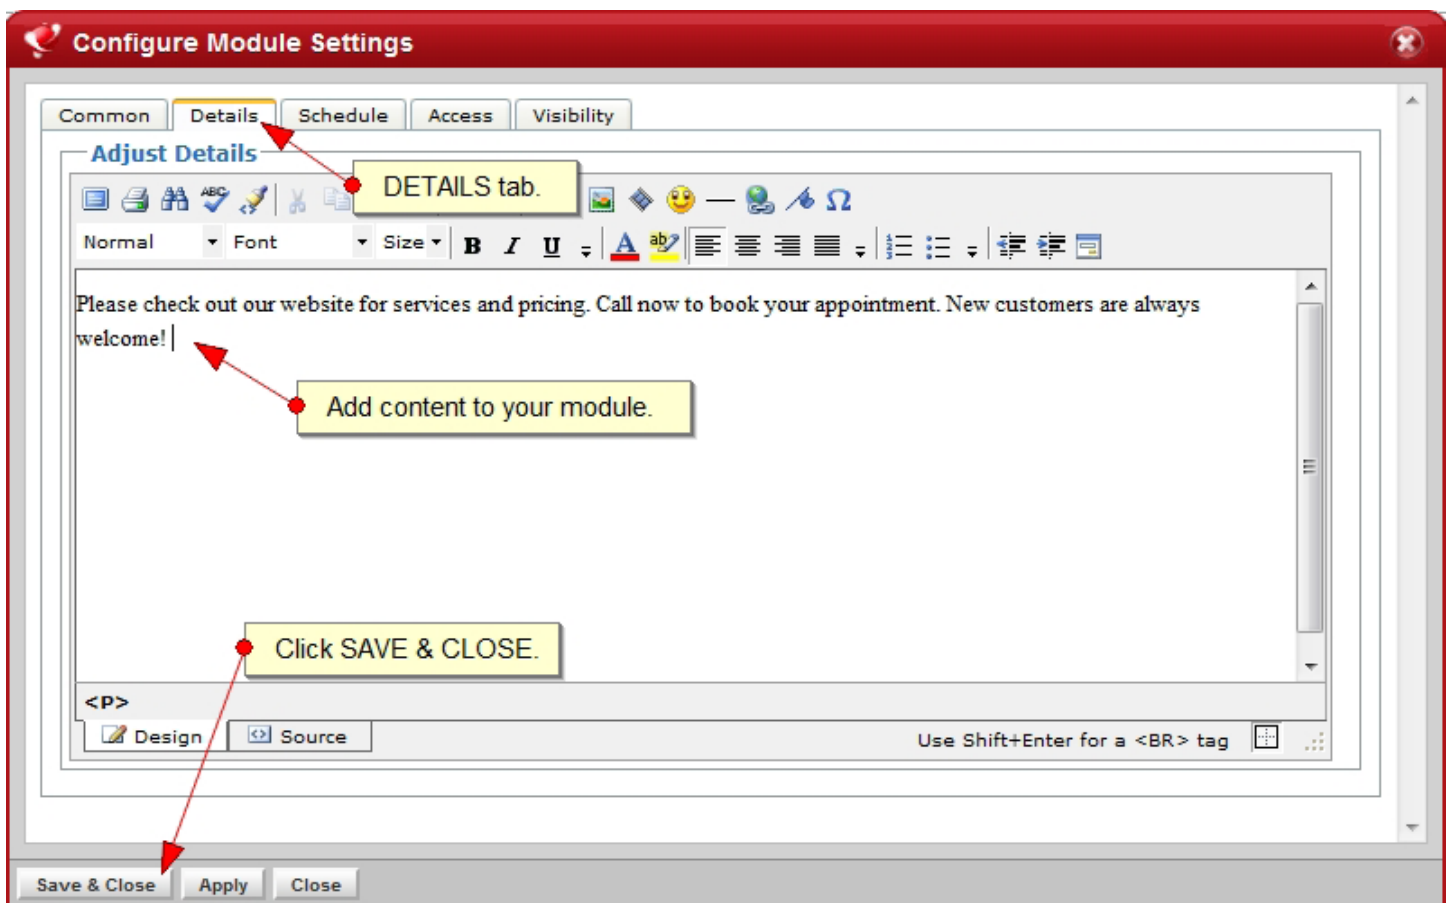 Configure Module Settings
Common Details Schedule Access Visibility
Adjust Details
DETAILS tab.
ABC
Ω
Normal Font Size B I U A ab
Please check out our website for services and pricing. Call now to book your appointment. New customers are always
welcome!
Add content to your module.
Click SAVE & CLOSE.
<P>
Design Source Use Shift+Enter for a <BR> tag
Save & Close Apply Close